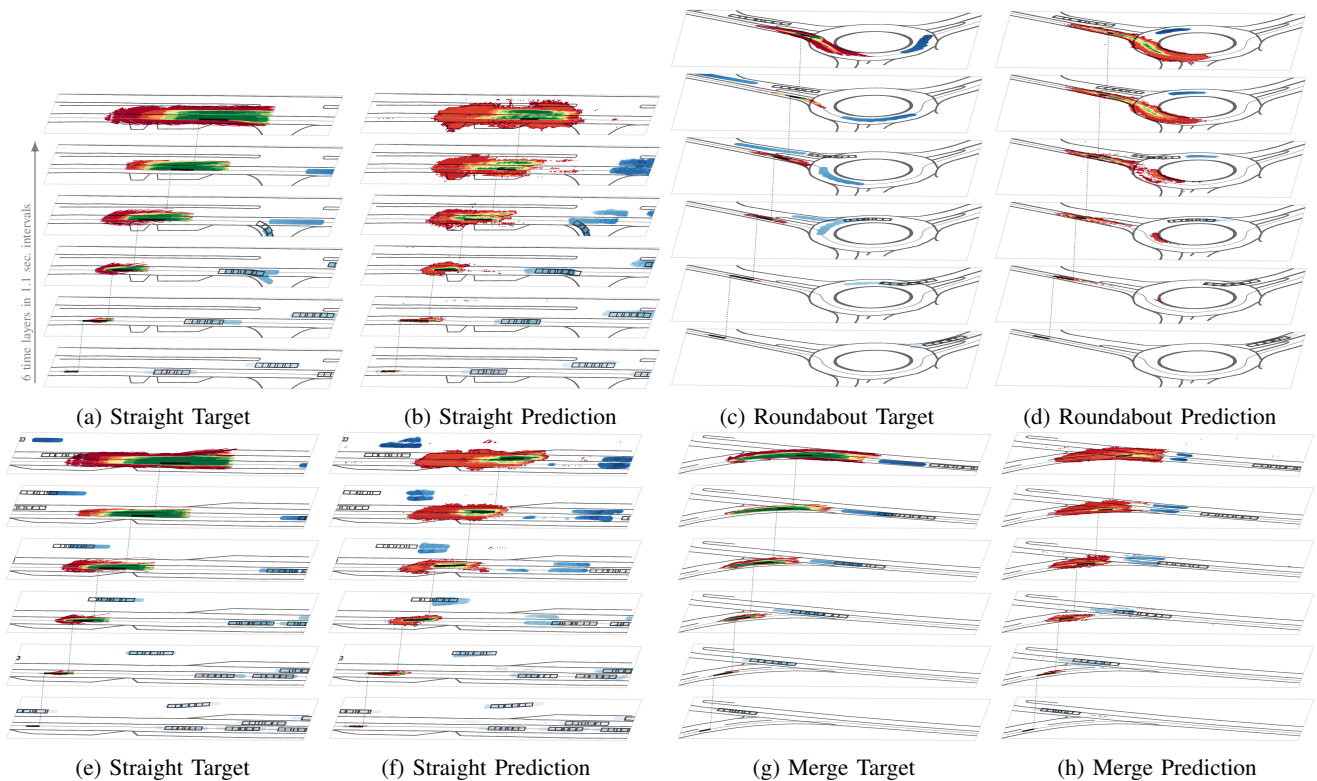 6 time layers in 1.1 sec. intervals
(a) Straight Target
(b) Straight Prediction
(c) Roundabout Target
(d) Roundabout Prediction
(e) Straight Target
(f) Straight Prediction
(g) Merge Target
(h) Merge Prediction